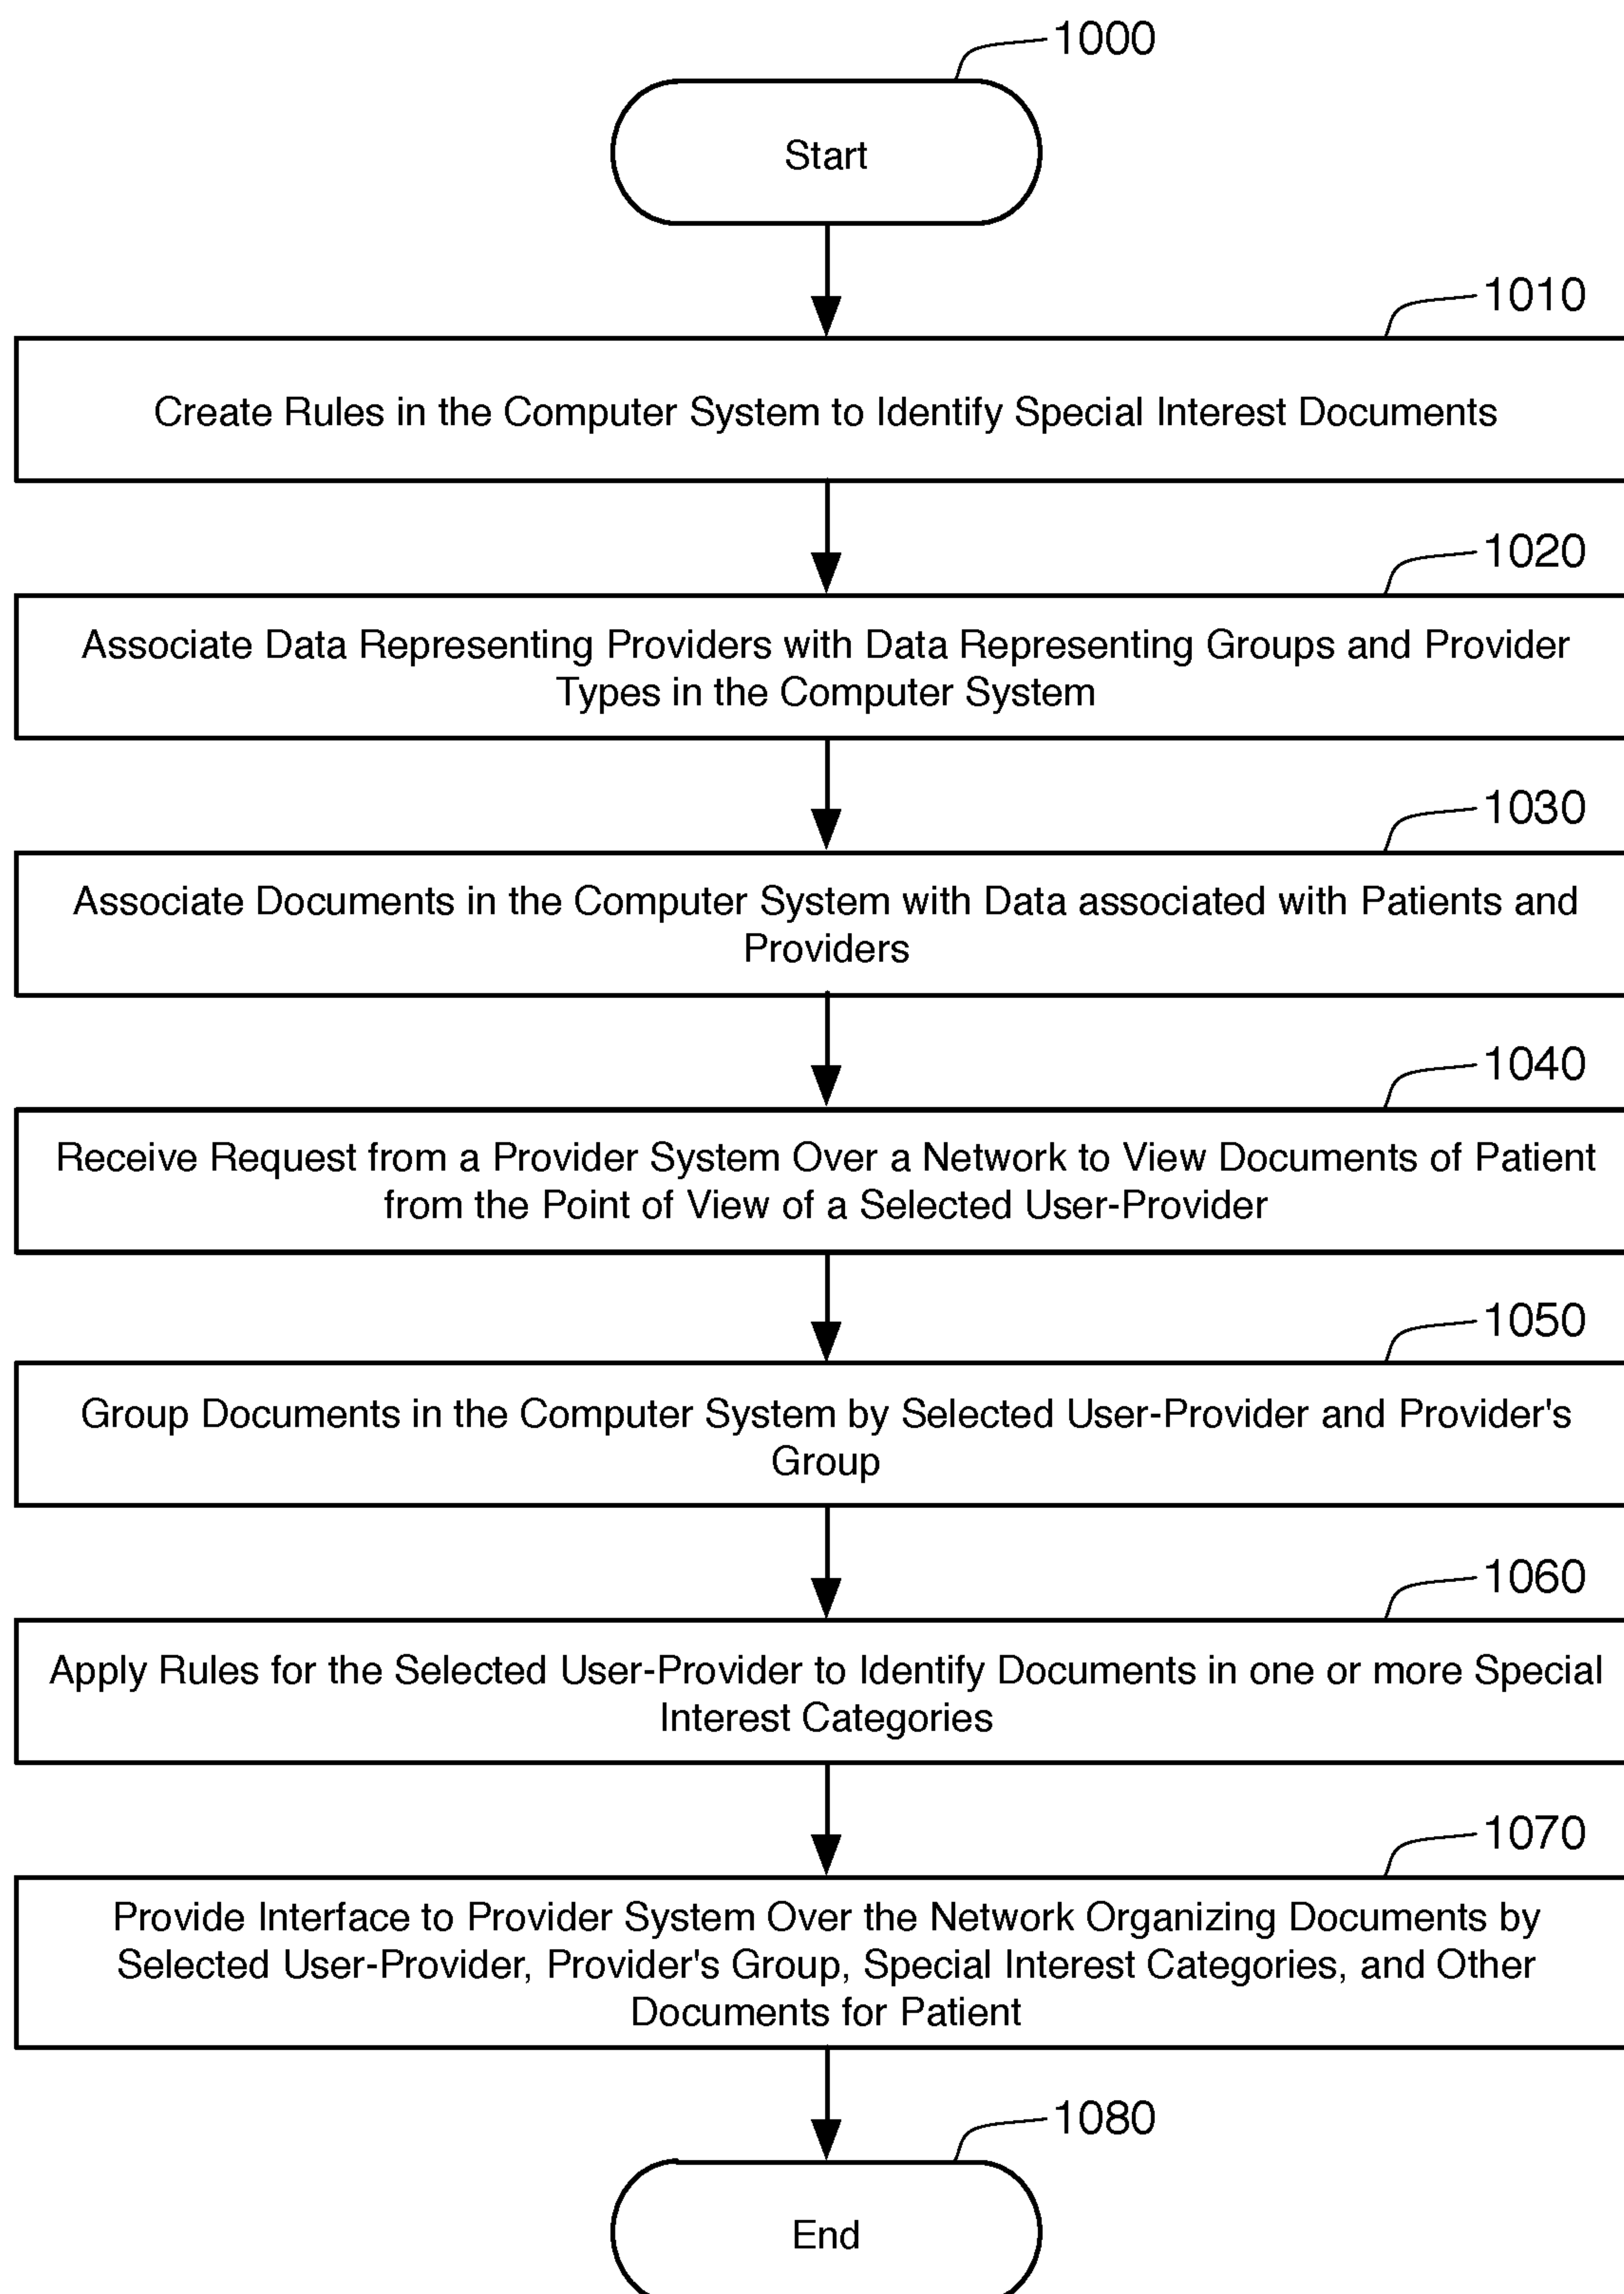 1000
Start
1010
Create Rules in the Computer System to Identify Special Interest Documents
1020
Associate Data Representing Providers with Data Representing Groups and Provider
Types in the Computer System
1030
Associate Documents in the Computer System with Data associated with Patients and
Providers
1040
Receive Request from a Provider System Over a Network to View Documents of Patient
from the Point of View of a Selected User-Provider
1050
Group Documents in the Computer System by Selected User-Provider and Provider's
Group
1060
Apply Rules for the Selected User-Provider to Identify Documents in one or more Special
Interest Categories
1070
Provide Interface to Provider System Over the Network Organizing Documents by
Selected User-Provider, Provider's Group, Special Interest Categories, and Other
Documents for Patient
1080
End